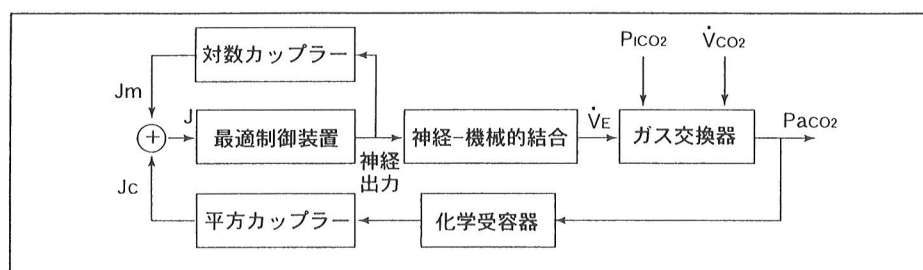 PICO2
V̇CO2
対数カップラー
Jm
J
最適制御装置
神経-機械的結合
V̇E
ガス交換器
PaCO2
神経
出力
Jc
平方カップラー
化学受容器